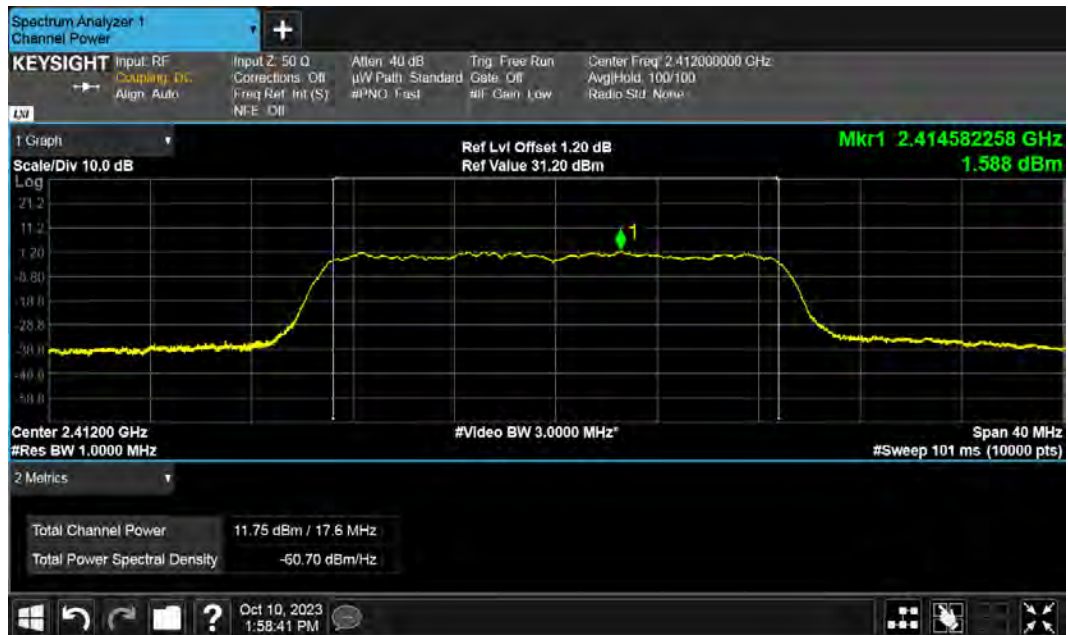 Spectrum Analyzer 1
Channel Power
+
KEYSIGHT Input: RF
Coupling: DC
Align: Auto
Input Z: 50 Ω
Corrections: Off
Freq Ref: Int (S)
NFE: Off
Atten: 40 dB
µW Path: Standard
#PNO: Fast
Trig: Free Run
Gate: Off
#IF Gain: Low
Center Freq: 2.412000000 GHz
Avg|Hold: 100/100
Radio Std: None
LXI
1 Graph
Scale/Div 10.0 dB
Ref Lvl Offset 1.20 dB
Ref Value 31.20 dBm
Mkr1 2.414582258 GHz
1.588 dBm
Log
21.2
11.2
1.20
-8.80
-18.8
-28.8
-38.8
-48.8
-58.8
1
Center 2.41200 GHz
#Res BW 1.0000 MHz
#Video BW 3.0000 MHz*
Span 40 MHz
#Sweep 101 ms (10000 pts)
2 Metrics
Total Channel Power 11.75 dBm / 17.6 MHz
Total Power Spectral Density -60.70 dBm/Hz
? Oct 10, 2023
1:58:41 PM